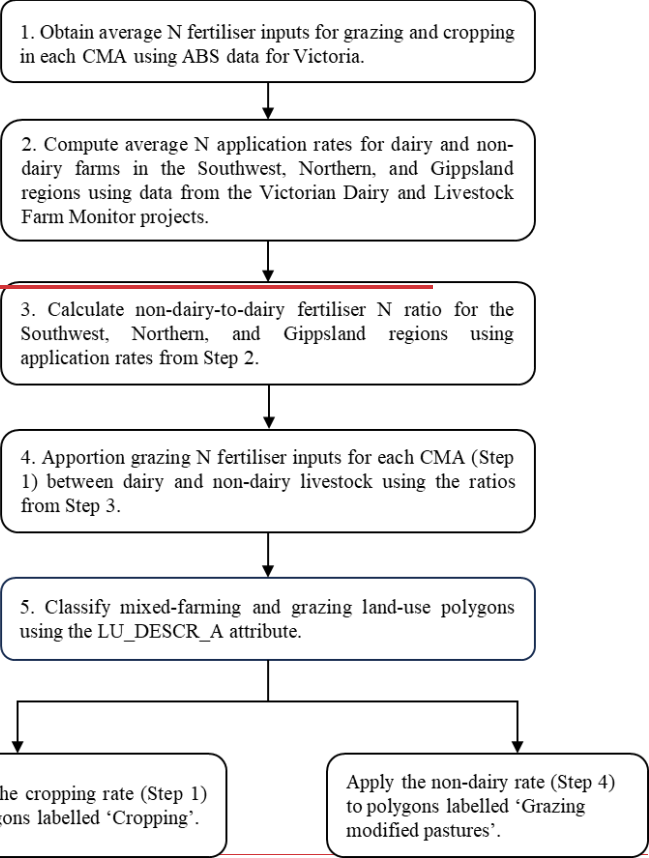 1. Obtain average N fertiliser inputs for grazing and cropping
in each CMA using ABS data for Victoria.
2. Compute average N application rates for dairy and non-
dairy farms in the Southwest, Northern, and Gippsland
regions using data from the Victorian Dairy and Livestock
Farm Monitor projects.
3. Calculate non-dairy-to-dairy fertiliser N ratio for the
Southwest, Northern, and Gippsland regions using
application rates from Step 2.
4. Apportion grazing N fertiliser inputs for each CMA (Step
1) between dairy and non-dairy livestock using the ratios
from Step 3.
5. Classify mixed-farming and grazing land-use polygons
using the LU_DESCR_A attribute.
cropping rate (Step 1)
labelled ‘Cropping’.
Apply the non-dairy rate (Step 4)
to polygons labelled ‘Grazing
modified pastures’.